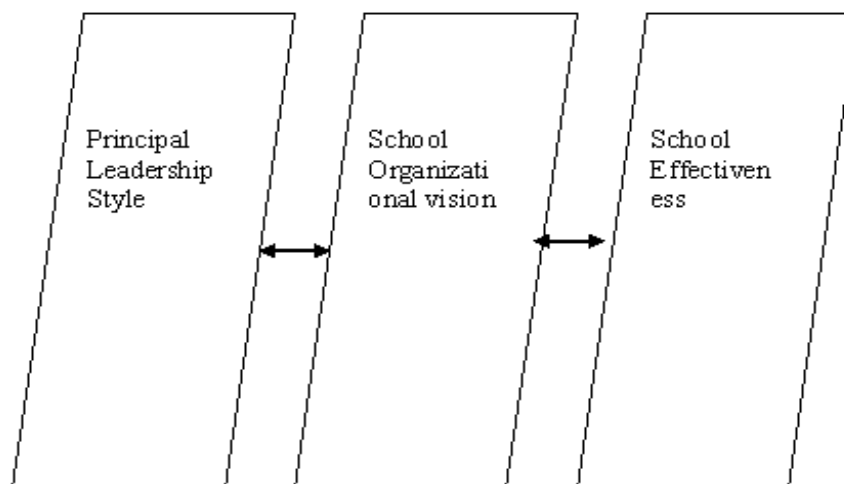 Principal
Leadership
Style
School
Organizati
onal vision
School
Effectiven
ess